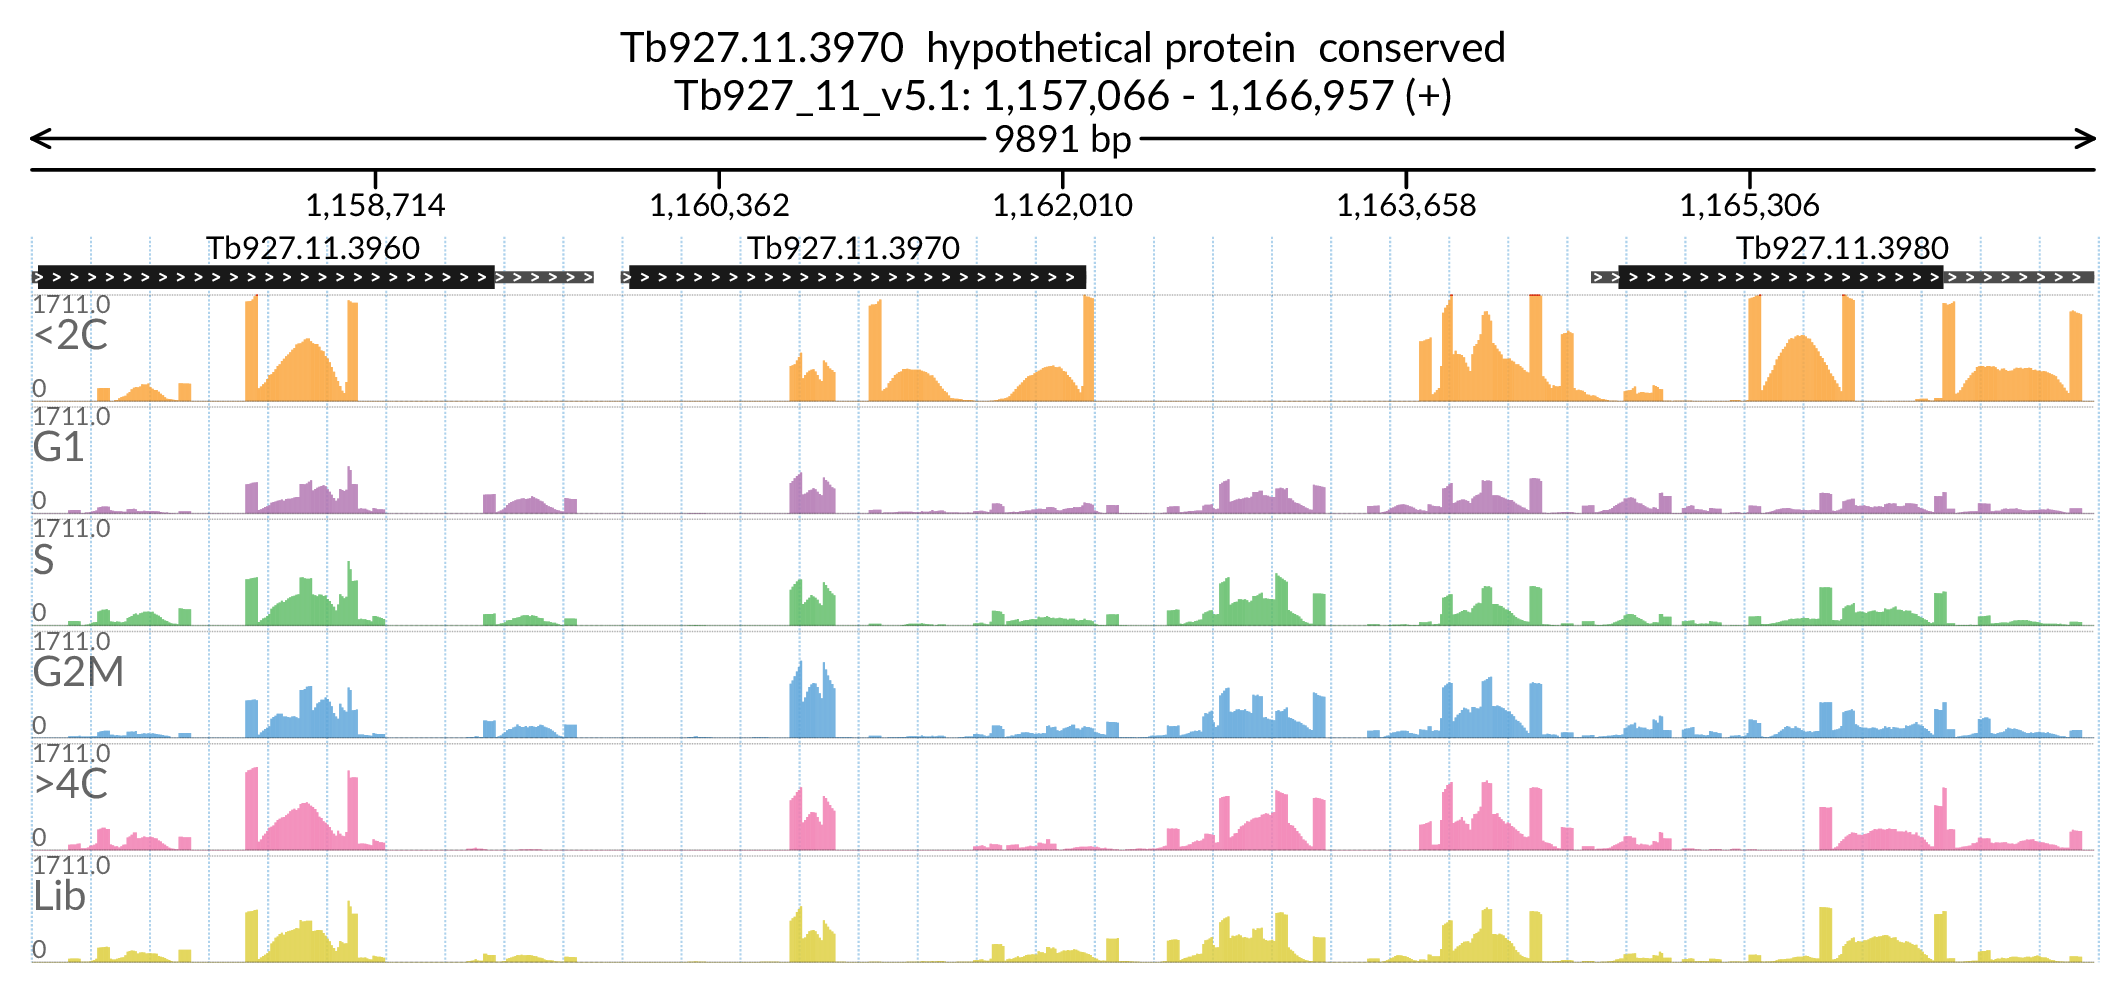 Tb927.11.3970 hypothetical protein conserved
Tb927_11_v5.1: 1,157,066 - 1,166,957 (+)
9891 bp
1,158,714 1,160,362 1,162,010 1,163,658 1,165,306
Tb927.11.3960 Tb927.11.3970 Tb927.11.3980
1711.0
<2C
0
1711.0
G1
0
1711.0
S
0
1711.0
G2M
0
1711.0
>4C
0
1711.0
Lib
0